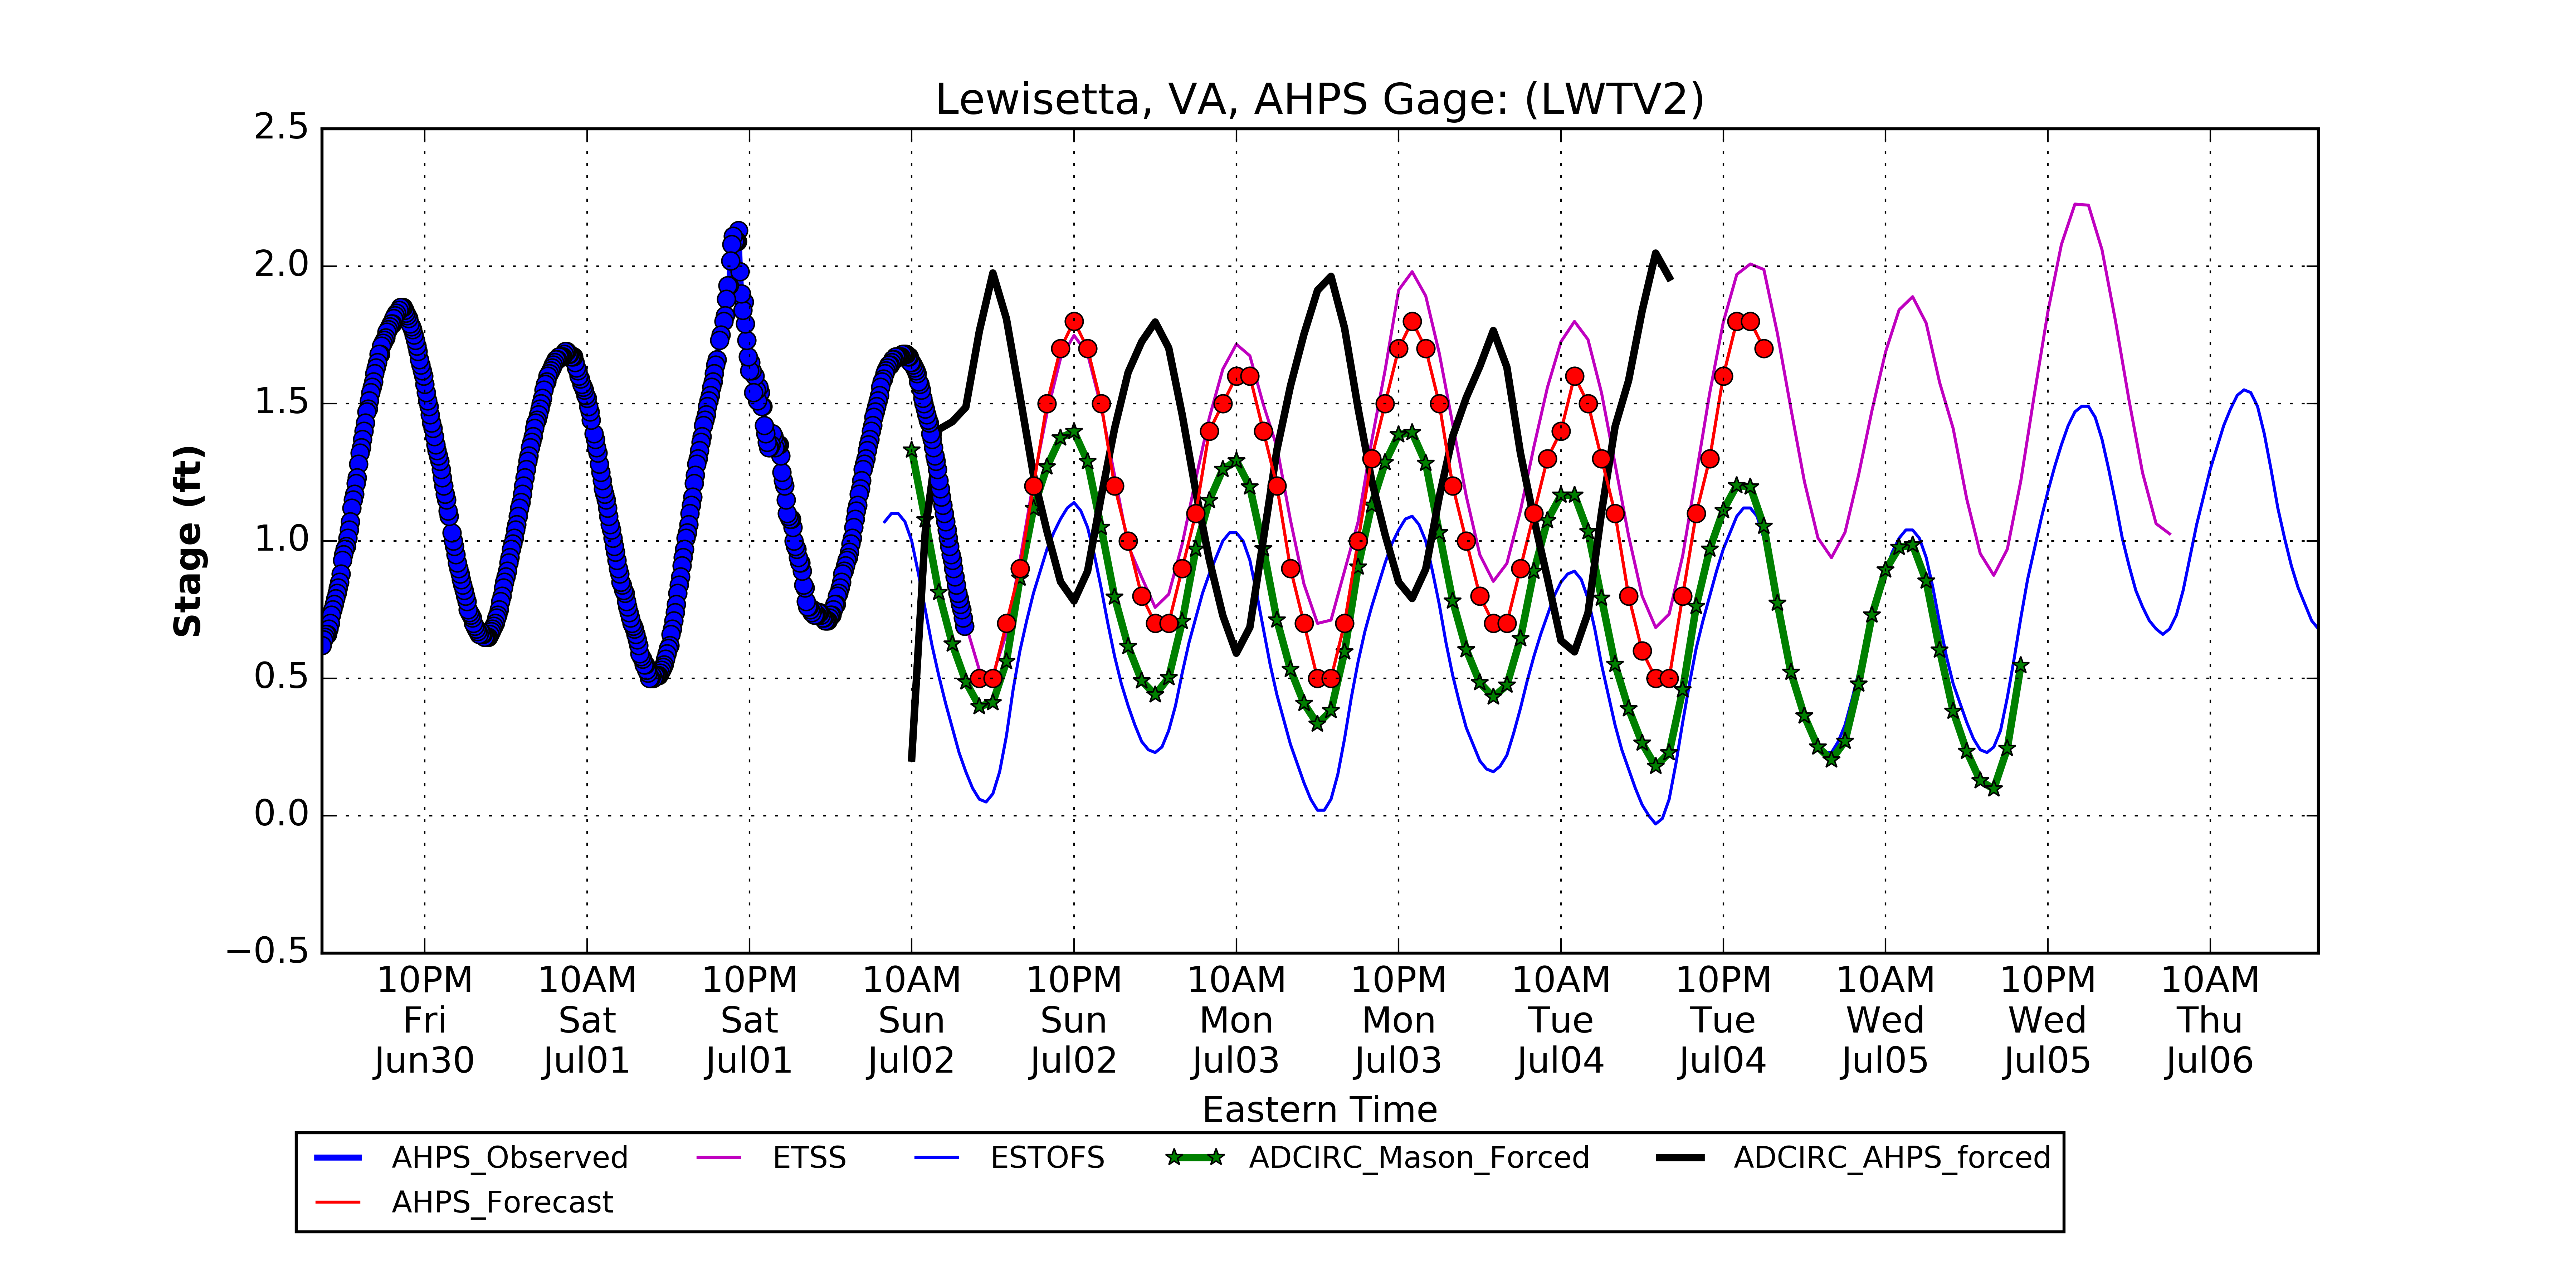 Lewisetta, VA, AHPS Gage: (LWTV2)
Stage (ft)
2.5
2.0
1.5
1.0
0.5
0.0
−0.5
10PM 10AM 10PM 10AM 10PM 10AM 10PM 10AM 10PM 10AM 10PM 10AM
Fri Sat Sat Sun Sun Mon Mon Tue Tue Wed Wed Thu
Jun30 Jul01 Jul01 Jul02 Jul02 Jul03 Jul03 Jul04 Jul04 Jul05 Jul05 Jul06
Eastern Time
AHPS_Observed ETSS ESTOFS ADCIRC_Mason_Forced ADCIRC_AHPS_forced
AHPS_Forecast